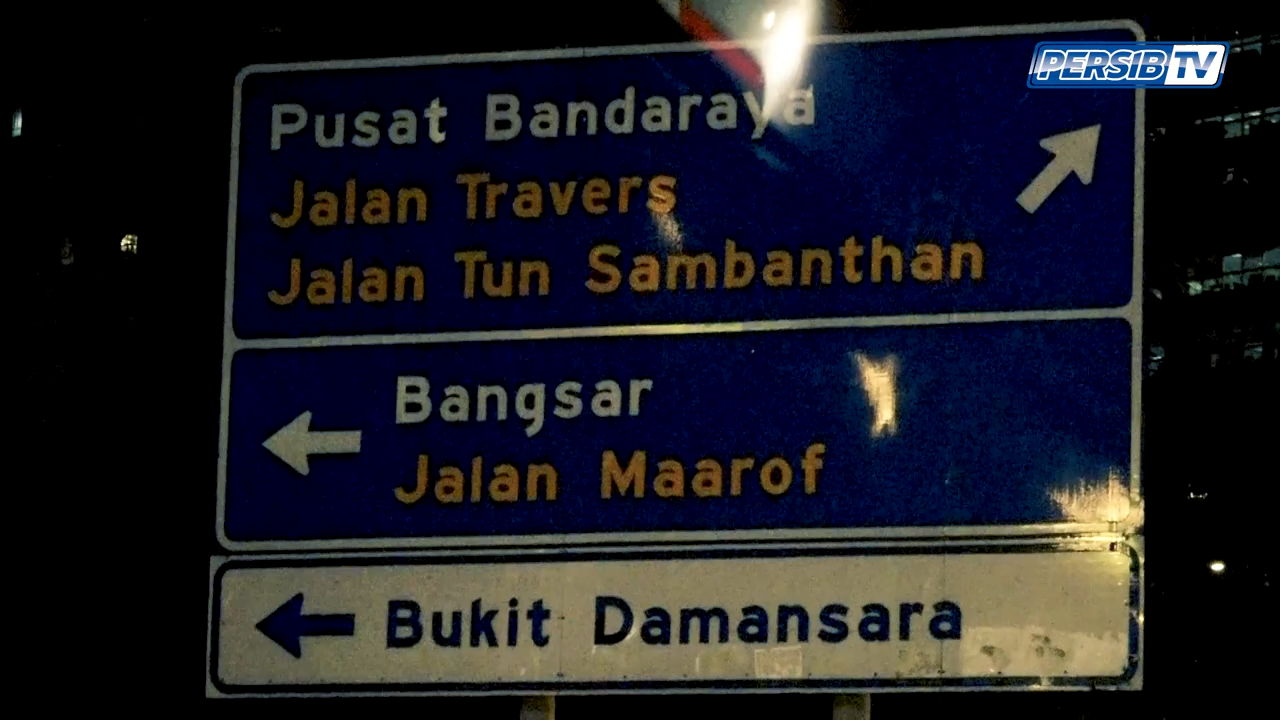 PERSIB TV
Pusat Bandaraya
Jalan Travers
Jalan Tun Sambanthan
Bangsar
Jalan Maarof
Bukit Damansara